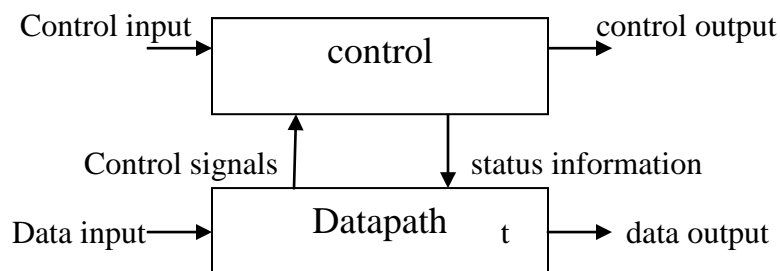 Control input
control
control output
Control signals
status information
Data input
Datapath
t
data output